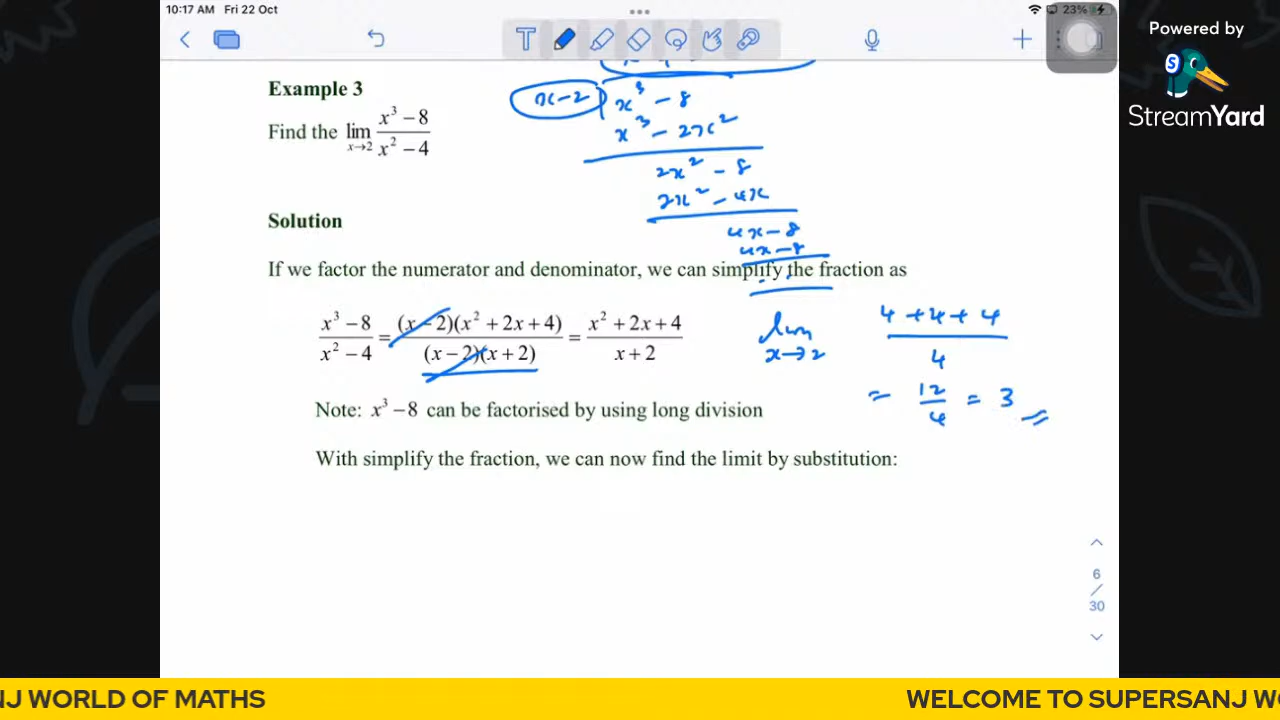 10:17 AM Fri 22 Oct
23%
Powered by
StreamYard
Example 3
Find the lim x→2 (x³ − 8)/(x² − 4)
x−2 ) x³ − 8
x³ − 2x²
2x² − 8
2x² − 4x
4x − 8
4x − 8
Solution
If we factor the numerator and denominator, we can simplify the fraction as
(x³ − 8)/(x² − 4) = (x − 2)(x² + 2x + 4)/(x − 2)(x + 2) = (x² + 2x + 4)/(x + 2)
lim x→2 (4 + 4 + 4)/4
= 12/4 = 3
Note: x³ − 8 can be factorised by using long division
With simplify the fraction, we can now find the limit by substitution:
6
/
30
NJ WORLD OF MATHS
WELCOME TO SUPERSANJ WO